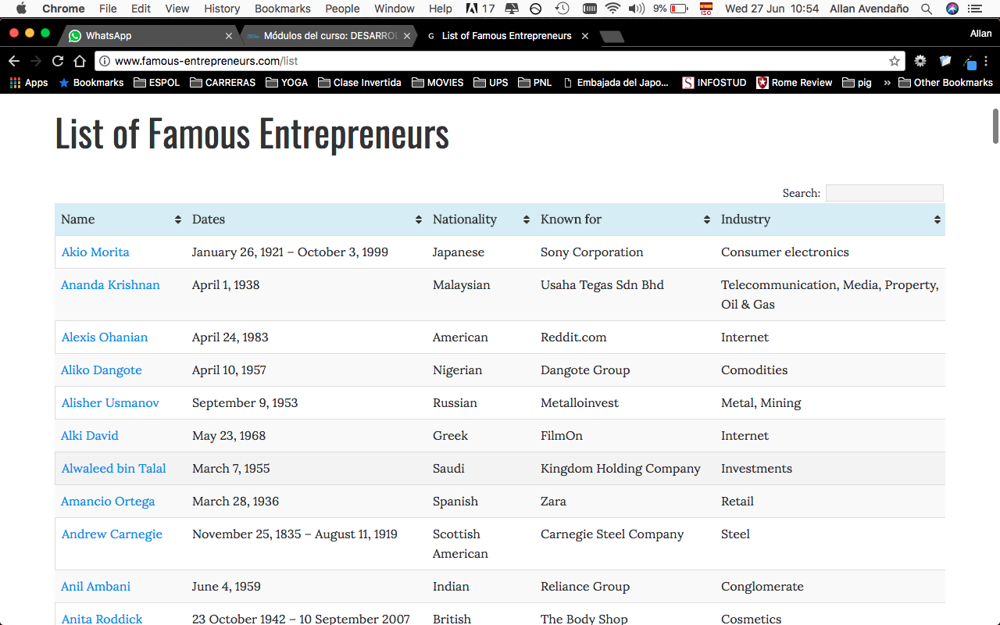 Chrome File Edit View History Bookmarks People Window Help 17 9% ISO Wed 27 Jun 10:54 Allan Avendaño
WhatsApp Módulos del curso: DESARROL G List of Famous Entrepreneurs Allan
www.famous-entrepreneurs.com/list
Apps Bookmarks ESPOL CARRERAS YOGA Clase Invertida MOVIES UPS PNL Embajada del Japo... INFOSTUD Rome Review pig » Other Bookmarks
List of Famous Entrepreneurs
Search:
Name Dates Nationality Known for Industry
Akio Morita January 26, 1921 – October 3, 1999 Japanese Sony Corporation Consumer electronics
Ananda Krishnan April 1, 1938 Malaysian Usaha Tegas Sdn Bhd Telecommunication, Media, Property,
Oil & Gas
Alexis Ohanian April 24, 1983 American Reddit.com Internet
Aliko Dangote April 10, 1957 Nigerian Dangote Group Comodities
Alisher Usmanov September 9, 1953 Russian Metalloinvest Metal, Mining
Alki David May 23, 1968 Greek FilmOn Internet
Alwaleed bin Talal March 7, 1955 Saudi Kingdom Holding Company Investments
Amancio Ortega March 28, 1936 Spanish Zara Retail
Andrew Carnegie November 25, 1835 – August 11, 1919 Scottish Carnegie Steel Company Steel
American
Anil Ambani June 4, 1959 Indian Reliance Group Conglomerate
Anita Roddick 23 October 1942 – 10 September 2007 British The Body Shop Cosmetics